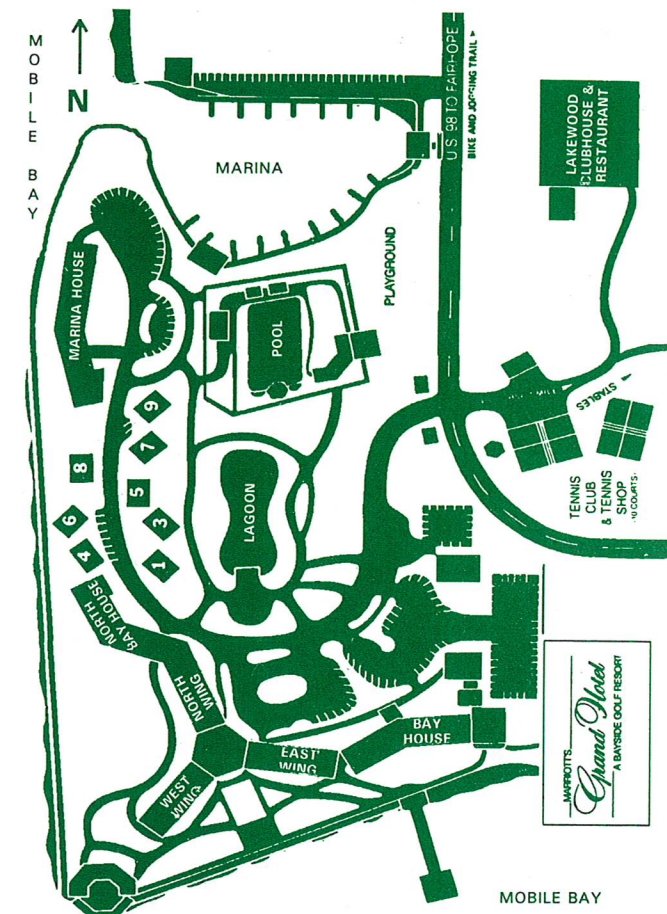 MOBILE BAY
N
MARINA
U.S. 98 TO FAIRHOPE
BIKE AND JOGGING TRAIL
LAKEWOOD
CLUBHOUSE &
RESTAURANT
MARINA HOUSE
PLAYGROUND
POOL
9
7
8
5
6
3
4
1
LAGOON
STABLES
TENNIS
CLUB
& TENNIS
SHOP
10 COURTS
NORTH
BAY HOUSE
NORTH
WING
WEST
WING
EAST
WING
BAY
HOUSE
MARRIOTT'S
Grand Hotel
A BAYSIDE GOLF RESORT
MOBILE BAY